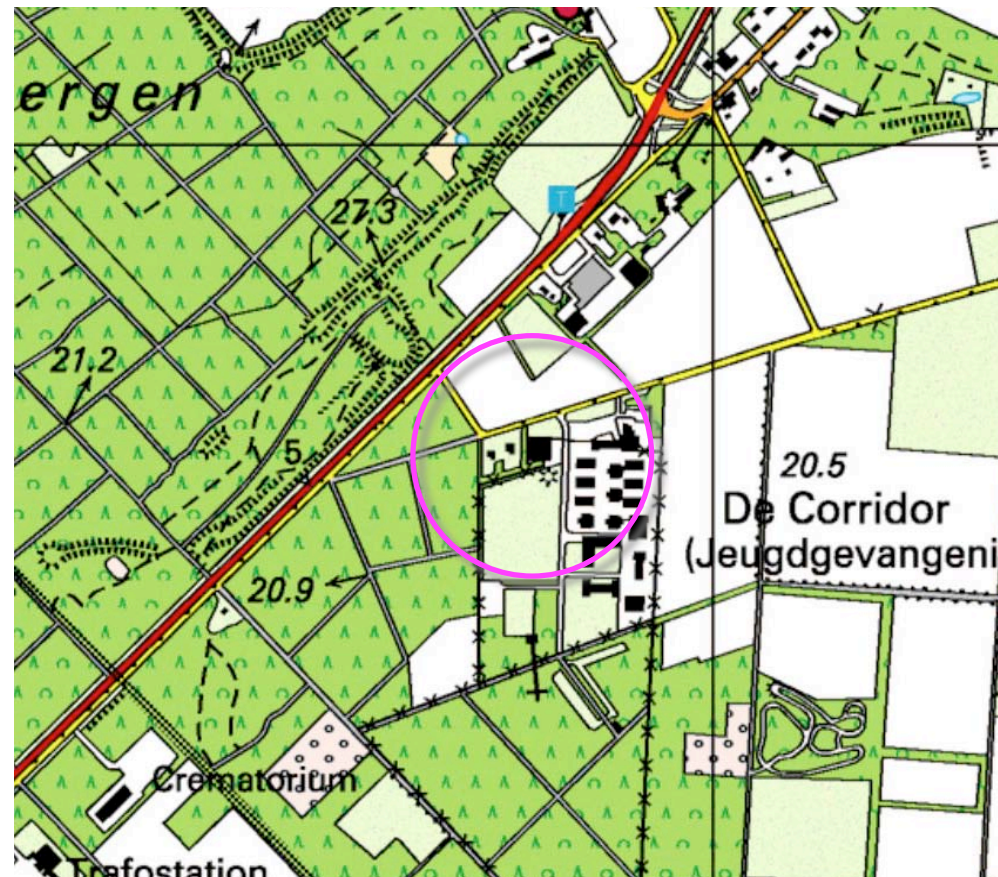 ergen
T
27.3
21.2
5
20.5
De Corridor
(Jeugdgevangeni
20.9
Crematorium
Trafostation